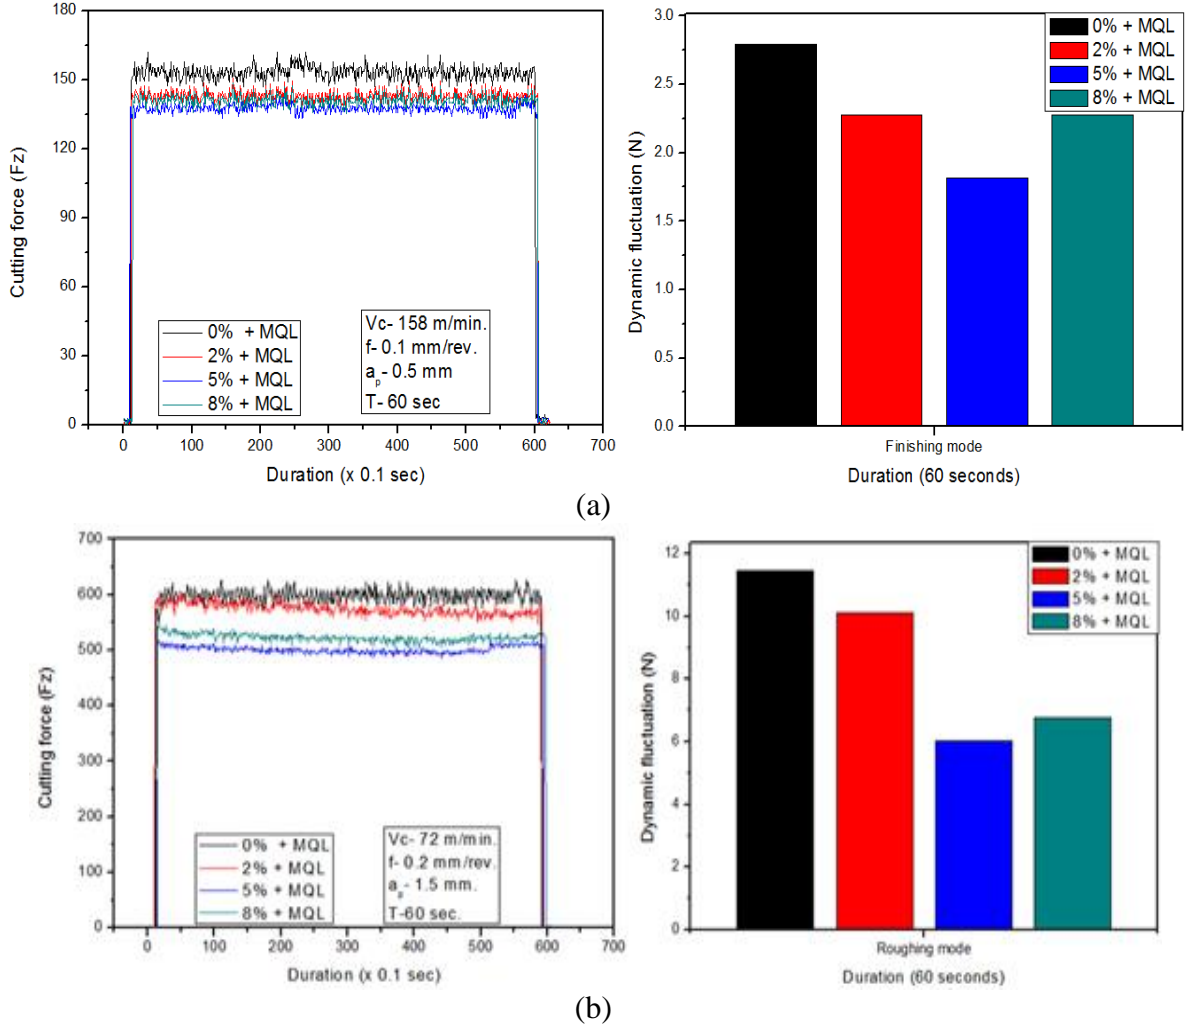 180
150
120
90
60
30
0
Cutting force (Fz)
0% + MQL
2% + MQL
5% + MQL
8% + MQL
Vc- 158 m/min.
f- 0.1 mm/rev.
ap- 0.5 mm
T- 60 sec
0 100 200 300 400 500 600 700
Duration (x 0.1 sec)
3.0
2.5
2.0
1.5
1.0
0.5
0.0
Dynamic fluctuation (N)
0% + MQL
2% + MQL
5% + MQL
8% + MQL
Finishing mode
Duration (60 seconds)
(a)
700
600
500
400
300
200
100
0
Cutting force (Fz)
0% + MQL
2% + MQL
5% + MQL
8% + MQL
Vc- 72 m/min.
f- 0.2 mm/rev.
ap- 1.5 mm.
T-60 sec.
0 100 200 300 400 500 600 700
Duration (x 0.1 sec)
12
10
8
6
4
2
0
Dynamic fluctuation (N)
0% + MQL
2% + MQL
5% + MQL
8% + MQL
Roughing mode
Duration (60 seconds)
(b)